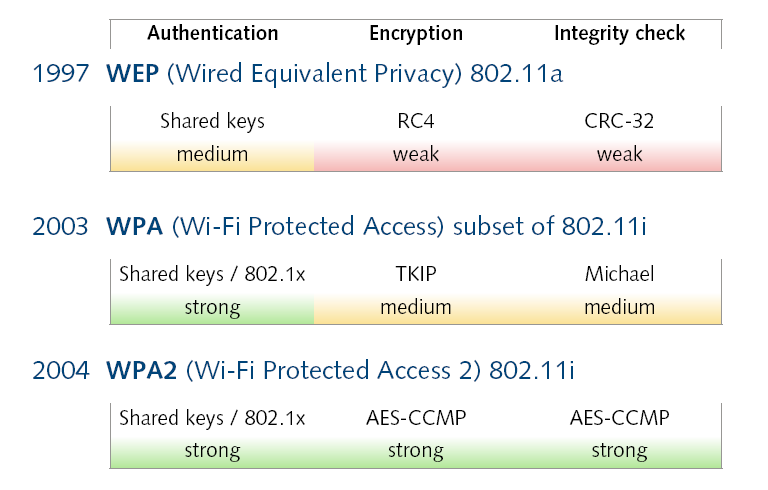 Authentication Encryption Integrity check
1997 WEP (Wired Equivalent Privacy) 802.11a
Shared keys RC4 CRC-32
medium weak weak
2003 WPA (Wi-Fi Protected Access) subset of 802.11i
Shared keys / 802.1x TKIP Michael
strong medium medium
2004 WPA2 (Wi-Fi Protected Access 2) 802.11i
Shared keys / 802.1x AES-CCMP AES-CCMP
strong strong strong